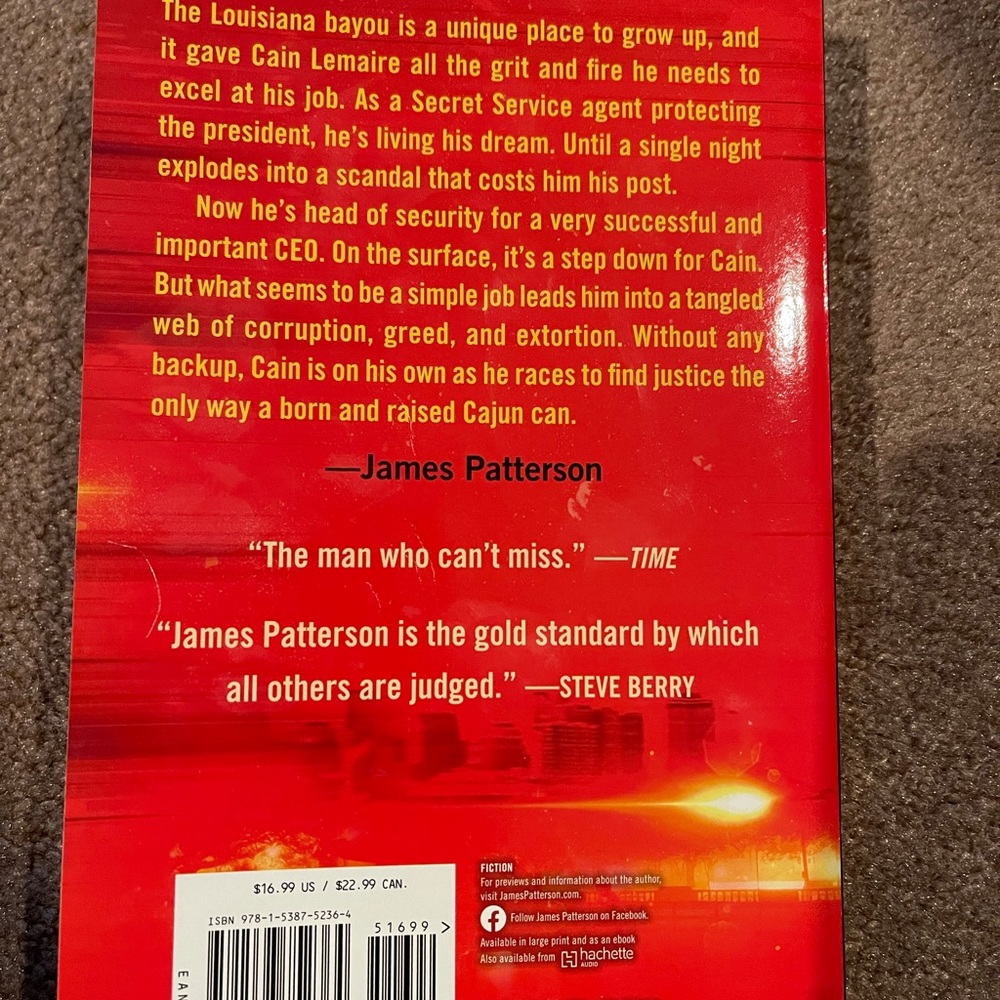 The Louisiana bayou is a unique place to grow up, and
it gave Cain Lemaire all the grit and fire he needs to
excel at his job. As a Secret Service agent protecting
the president, he's living his dream. Until a single night
explodes into a scandal that costs him his post.
Now he's head of security for a very successful and
important CEO. On the surface, it's a step down for Cain.
But what seems to be a simple job leads him into a tangled
web of corruption, greed, and extortion. Without any
backup, Cain is on his own as he races to find justice the
only way a born and raised Cajun can.
—James Patterson
“The man who can't miss.” —TIME
“James Patterson is the gold standard by which
all others are judged.” —STEVE BERRY
$16.99 US / $22.99 CAN.
ISBN 978-1-5387-5236-4
51699 >
EAN
FICTION
For previews and information about the author,
visit JamesPatterson.com.
Follow James Patterson on Facebook.
Available in large print and as an ebook
Also available from hachette
AUDIO